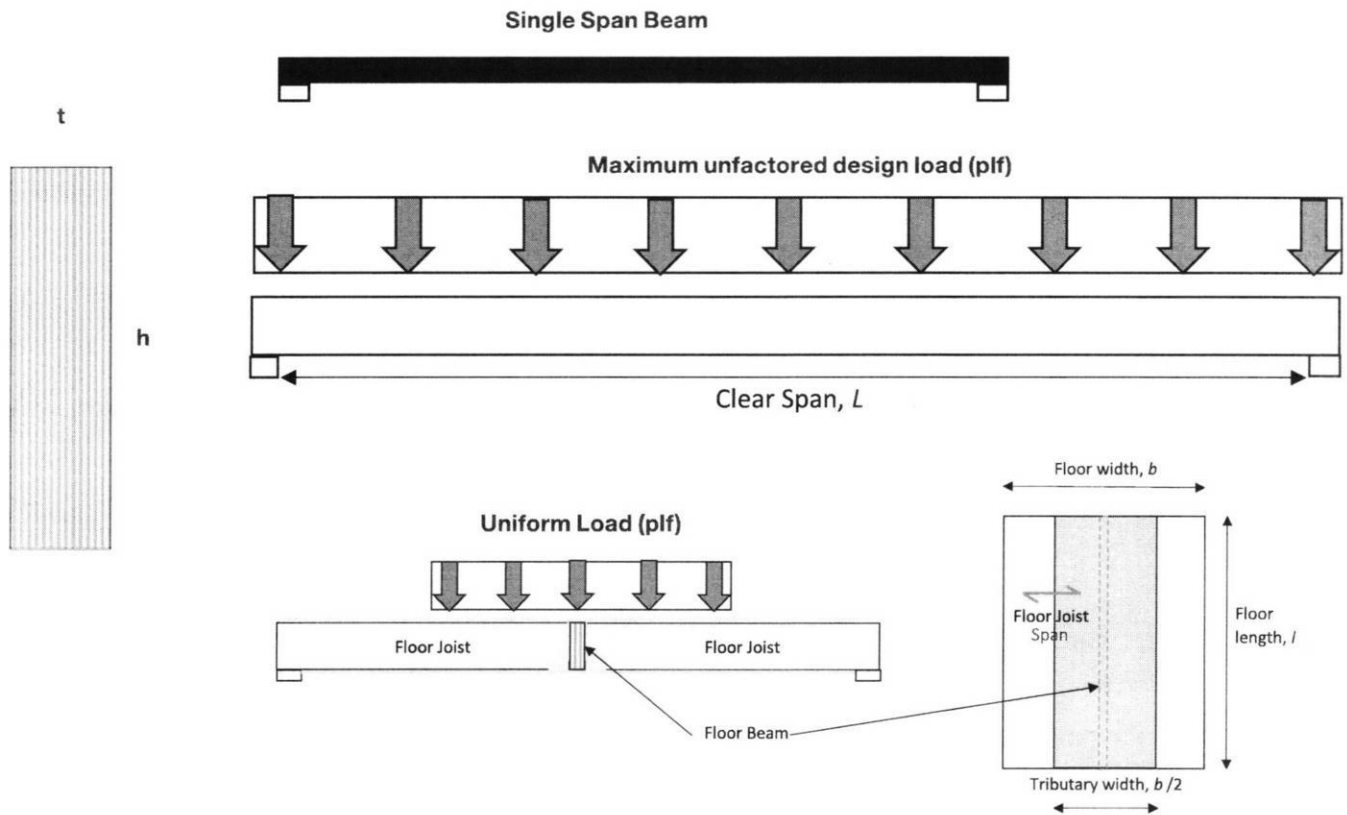 Single Span Beam
t
Maximum unfactored design load (plf)
h
Clear Span, L
Floor width, b
Uniform Load (plf)
Floor Joist
Floor Joist
Floor Joist
Span
Floor
length, l
Floor Beam
Tributary width, b/2